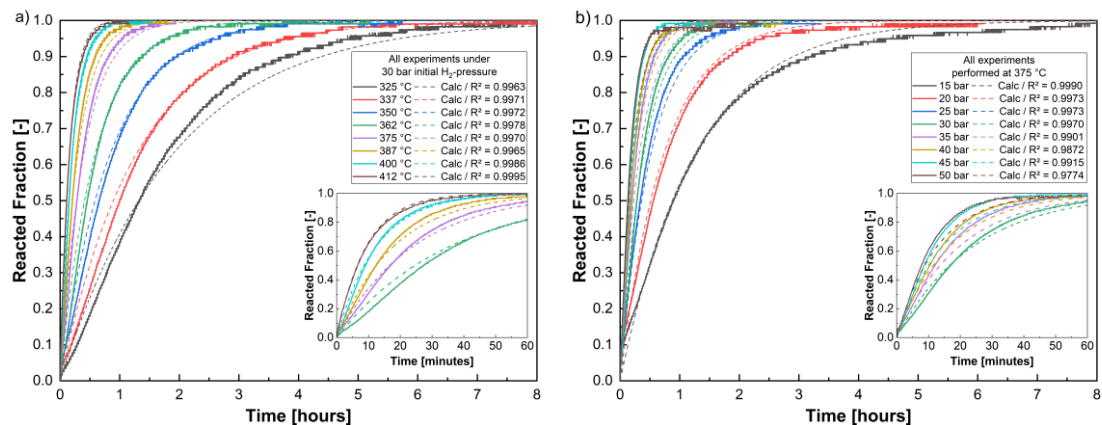 a)
Reacted Fraction [-]
1.0
0.9
0.8
0.7
0.6
0.5
0.4
0.3
0.2
0.1
0.0
All experiments under
30 bar initial H₂-pressure
325 °C Calc / R² = 0.9963
337 °C Calc / R² = 0.9971
350 °C Calc / R² = 0.9972
362 °C Calc / R² = 0.9978
375 °C Calc / R² = 0.9970
387 °C Calc / R² = 0.9965
400 °C Calc / R² = 0.9986
412 °C Calc / R² = 0.9995
Reacted Fraction [-]
1.0
0.8
0.6
0.4
0.2
0.0
0 10 20 30 40 50 60
Time [minutes]
0 1 2 3 4 5 6 7 8
Time [hours]
b)
Reacted Fraction [-]
1.0
0.9
0.8
0.7
0.6
0.5
0.4
0.3
0.2
0.1
0.0
All experiments
performed at 375 °C
15 bar Calc / R² = 0.9990
20 bar Calc / R² = 0.9973
25 bar Calc / R² = 0.9973
30 bar Calc / R² = 0.9970
35 bar Calc / R² = 0.9901
40 bar Calc / R² = 0.9872
45 bar Calc / R² = 0.9915
50 bar Calc / R² = 0.9774
Reacted Fraction [-]
1.0
0.8
0.6
0.4
0.2
0.0
0 10 20 30 40 50 60
Time [minutes]
0 1 2 3 4 5 6 7 8
Time [hours]